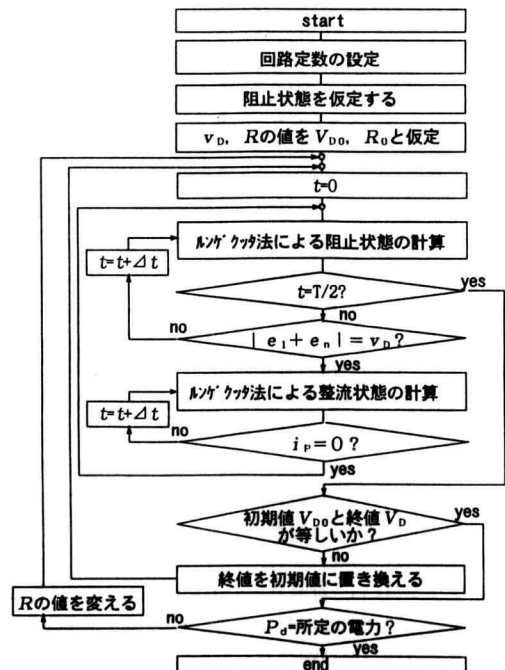 start
回路定数の設定
阻止状態を仮定する
v_D, Rの値をV_D0, R_0と仮定
t=0
ルンゲクッタ法による阻止状態の計算
t=t+Δt
t=T/2?
yes
no
no
| e_1 + e_n | = v_D ?
yes
ルンゲクッタ法による整流状態の計算
t=t+Δt
no
i_P = 0 ?
yes
初期値V_D0と終値V_D
が等しいか?
yes
no
終値を初期値に置き換える
Rの値を変える
no
P_d=所定の電力?
yes
end